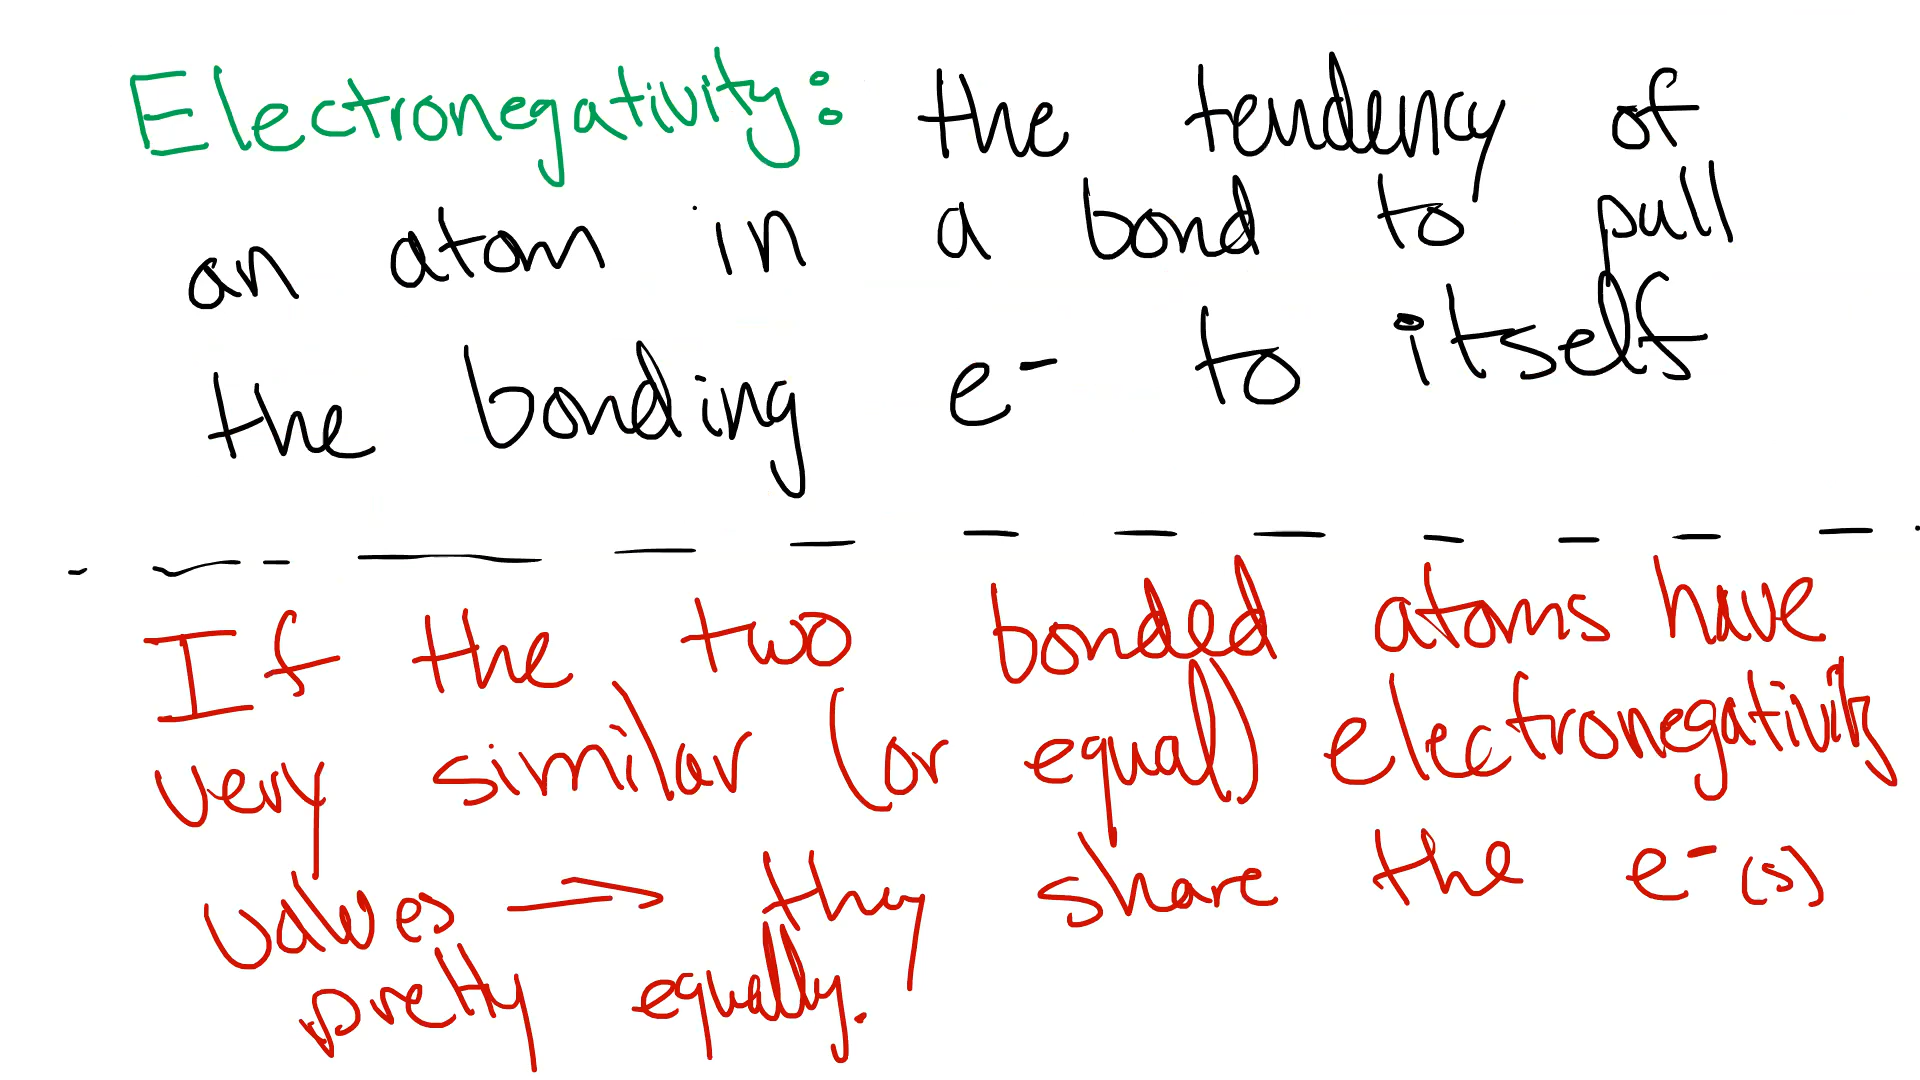 Electronegativity: the tendency of
an atom in a bond to pull
the bonding e⁻ to itself
If the two bonded atoms have
very similar (or equal) electronegativity
values → they share the e⁻(s)
pretty equally.